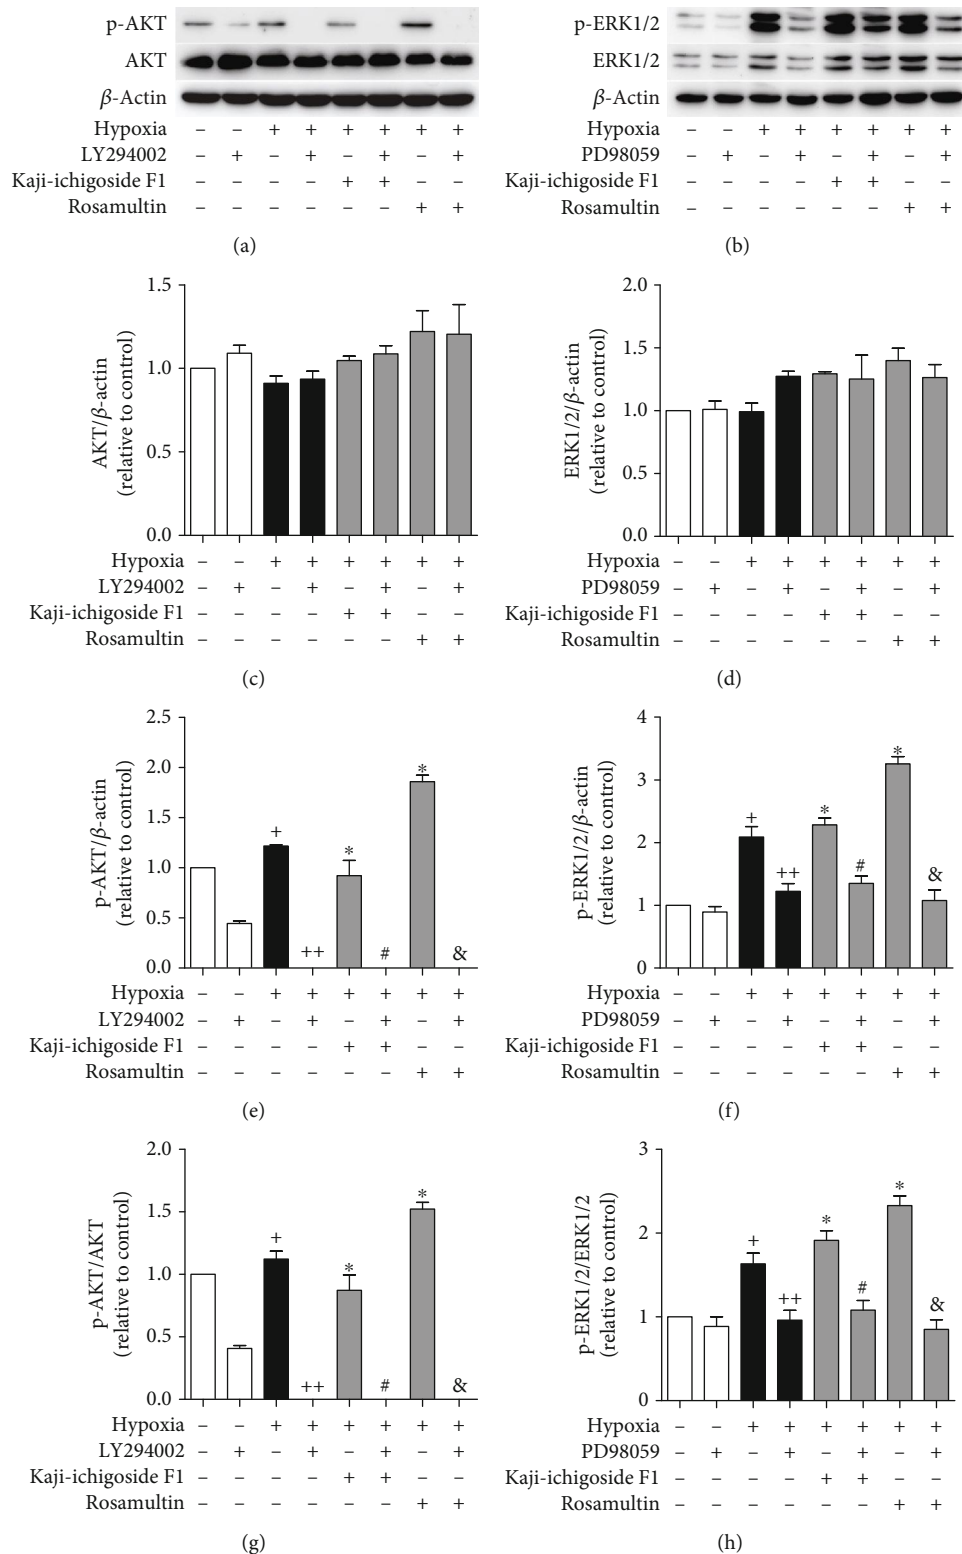 p-AKT
AKT
β-Actin
Hypoxia – – + + + + + +
LY294002 – + – + – + – +
Kaji-ichigoside F1 – – – – + + – –
Rosamultin – – – – – – + +
(a)
p-ERK1/2
ERK1/2
β-Actin
Hypoxia – – + + + + + +
PD98059 – + – + – + – +
Kaji-ichigoside F1 – – – – + + – –
Rosamultin – – – – – – + +
(b)
AKT/β-actin
(relative to control)
1.5
1.0
0.5
0.0
Hypoxia – – + + + + + +
LY294002 – + – + – + – +
Kaji-ichigoside F1 – – – – + + – –
Rosamultin – – – – – – + +
(c)
ERK1/2/β-actin
(relative to control)
2.0
1.5
1.0
0.5
0.0
Hypoxia – – + + + + + +
PD98059 – + – + – + – +
Kaji-ichigoside F1 – – – – + + – –
Rosamultin – – – – – – + +
(d)
p-AKT/β-actin
(relative to control)
2.5
2.0
1.5
1.0
0.5
0.0
+ ++ * # * &
Hypoxia – – + + + + + +
LY294002 – + – + – + – +
Kaji-ichigoside F1 – – – – + + – –
Rosamultin – – – – – – + +
(e)
p-ERK1/2/β-actin
(relative to control)
4
3
2
1
0
+ ++ * # * &
Hypoxia – – + + + + + +
PD98059 – + – + – + – +
Kaji-ichigoside F1 – – – – + + – –
Rosamultin – – – – – – + +
(f)
p-AKT/AKT
(relative to control)
2.0
1.5
1.0
0.5
0.0
+ ++ * # * &
Hypoxia – – + + + + + +
LY294002 – + – + – + – +
Kaji-ichigoside F1 – – – – + + – –
Rosamultin – – – – – – + +
(g)
p-ERK1/2/ERK1/2
(relative to control)
3
2
1
0
+ ++ * # * &
Hypoxia – – + + + + + +
PD98059 – + – + – + – +
Kaji-ichigoside F1 – – – – + + – –
Rosamultin – – – – – – + +
(h)